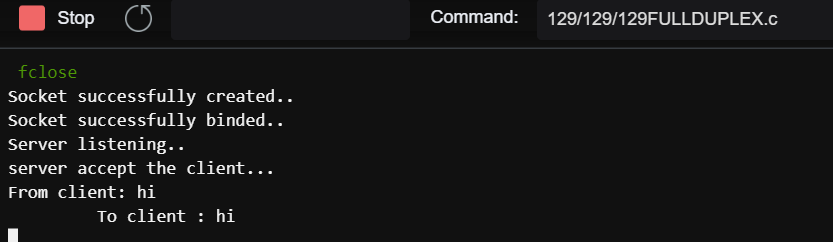 Stop
Command:
129/129/129FULLDUPLEX.c
fclose
Socket successfully created..
Socket successfully binded..
Server listening..
server accept the client...
From client: hi
To client : hi